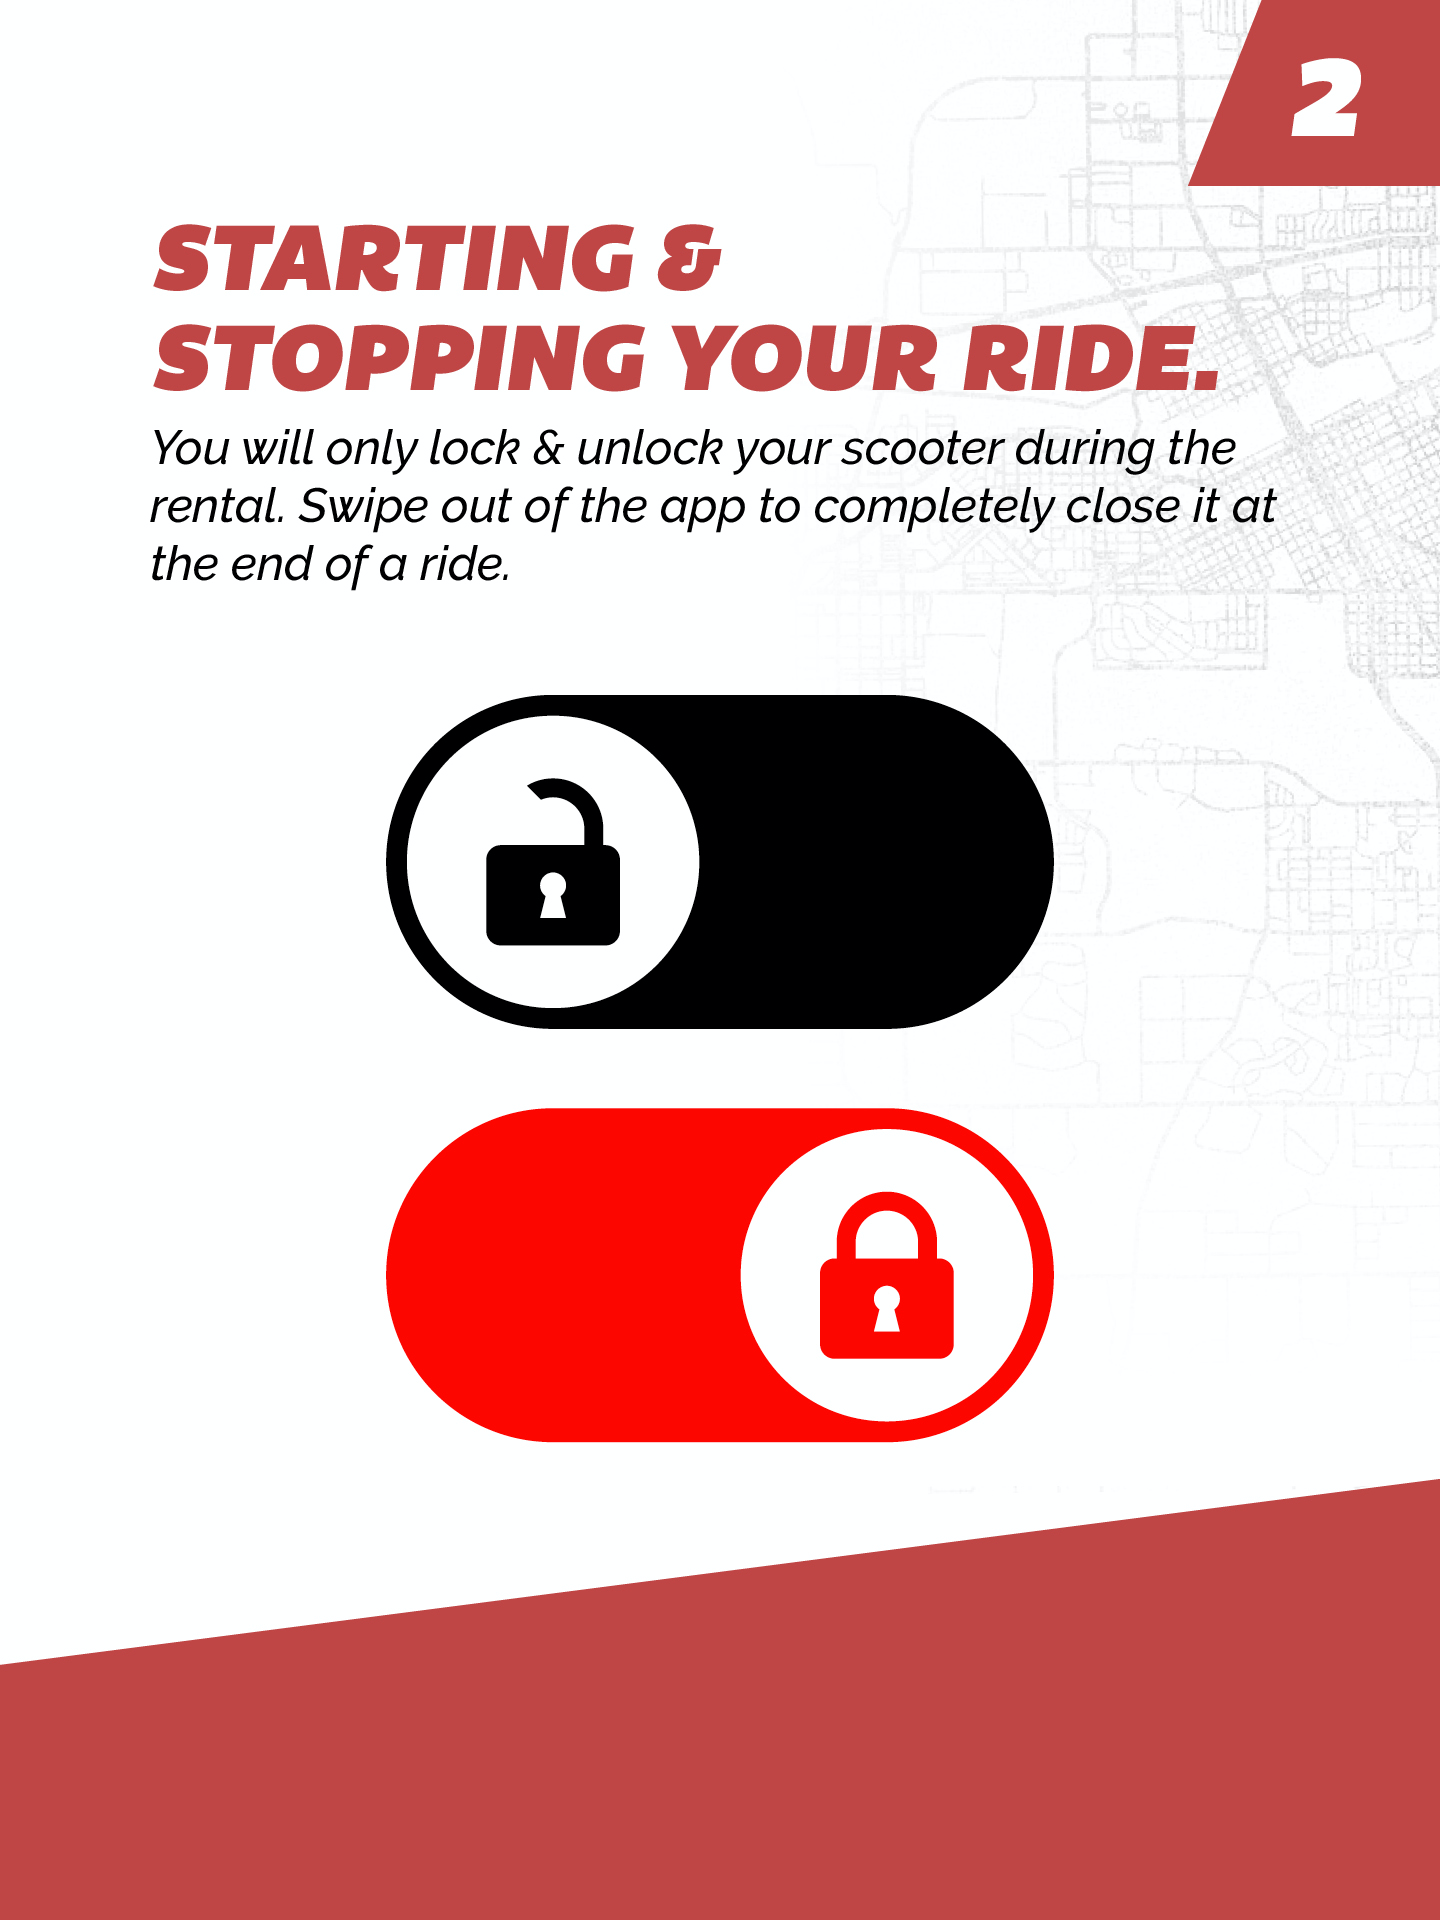 2
STARTING &
STOPPING YOUR RIDE.
You will only lock & unlock your scooter during the
rental. Swipe out of the app to completely close it at
the end of a ride.